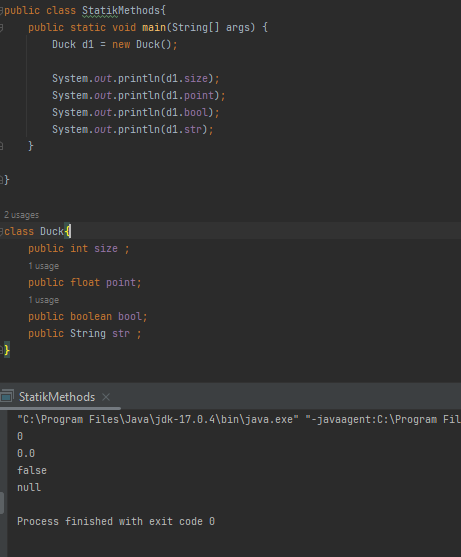 public class StatikMethods{
public static void main(String[] args) {
Duck d1 = new Duck();
System.out.println(d1.size);
System.out.println(d1.point);
System.out.println(d1.bool);
System.out.println(d1.str);
}
}
2 usages
class Duck{
public int size ;
1 usage
public float point;
1 usage
public boolean bool;
public String str ;
}
StatikMethods ×
"C:\Program Files\Java\jdk-17.0.4\bin\java.exe" "-javaagent:C:\Program Fil
0
0.0
false
null
Process finished with exit code 0